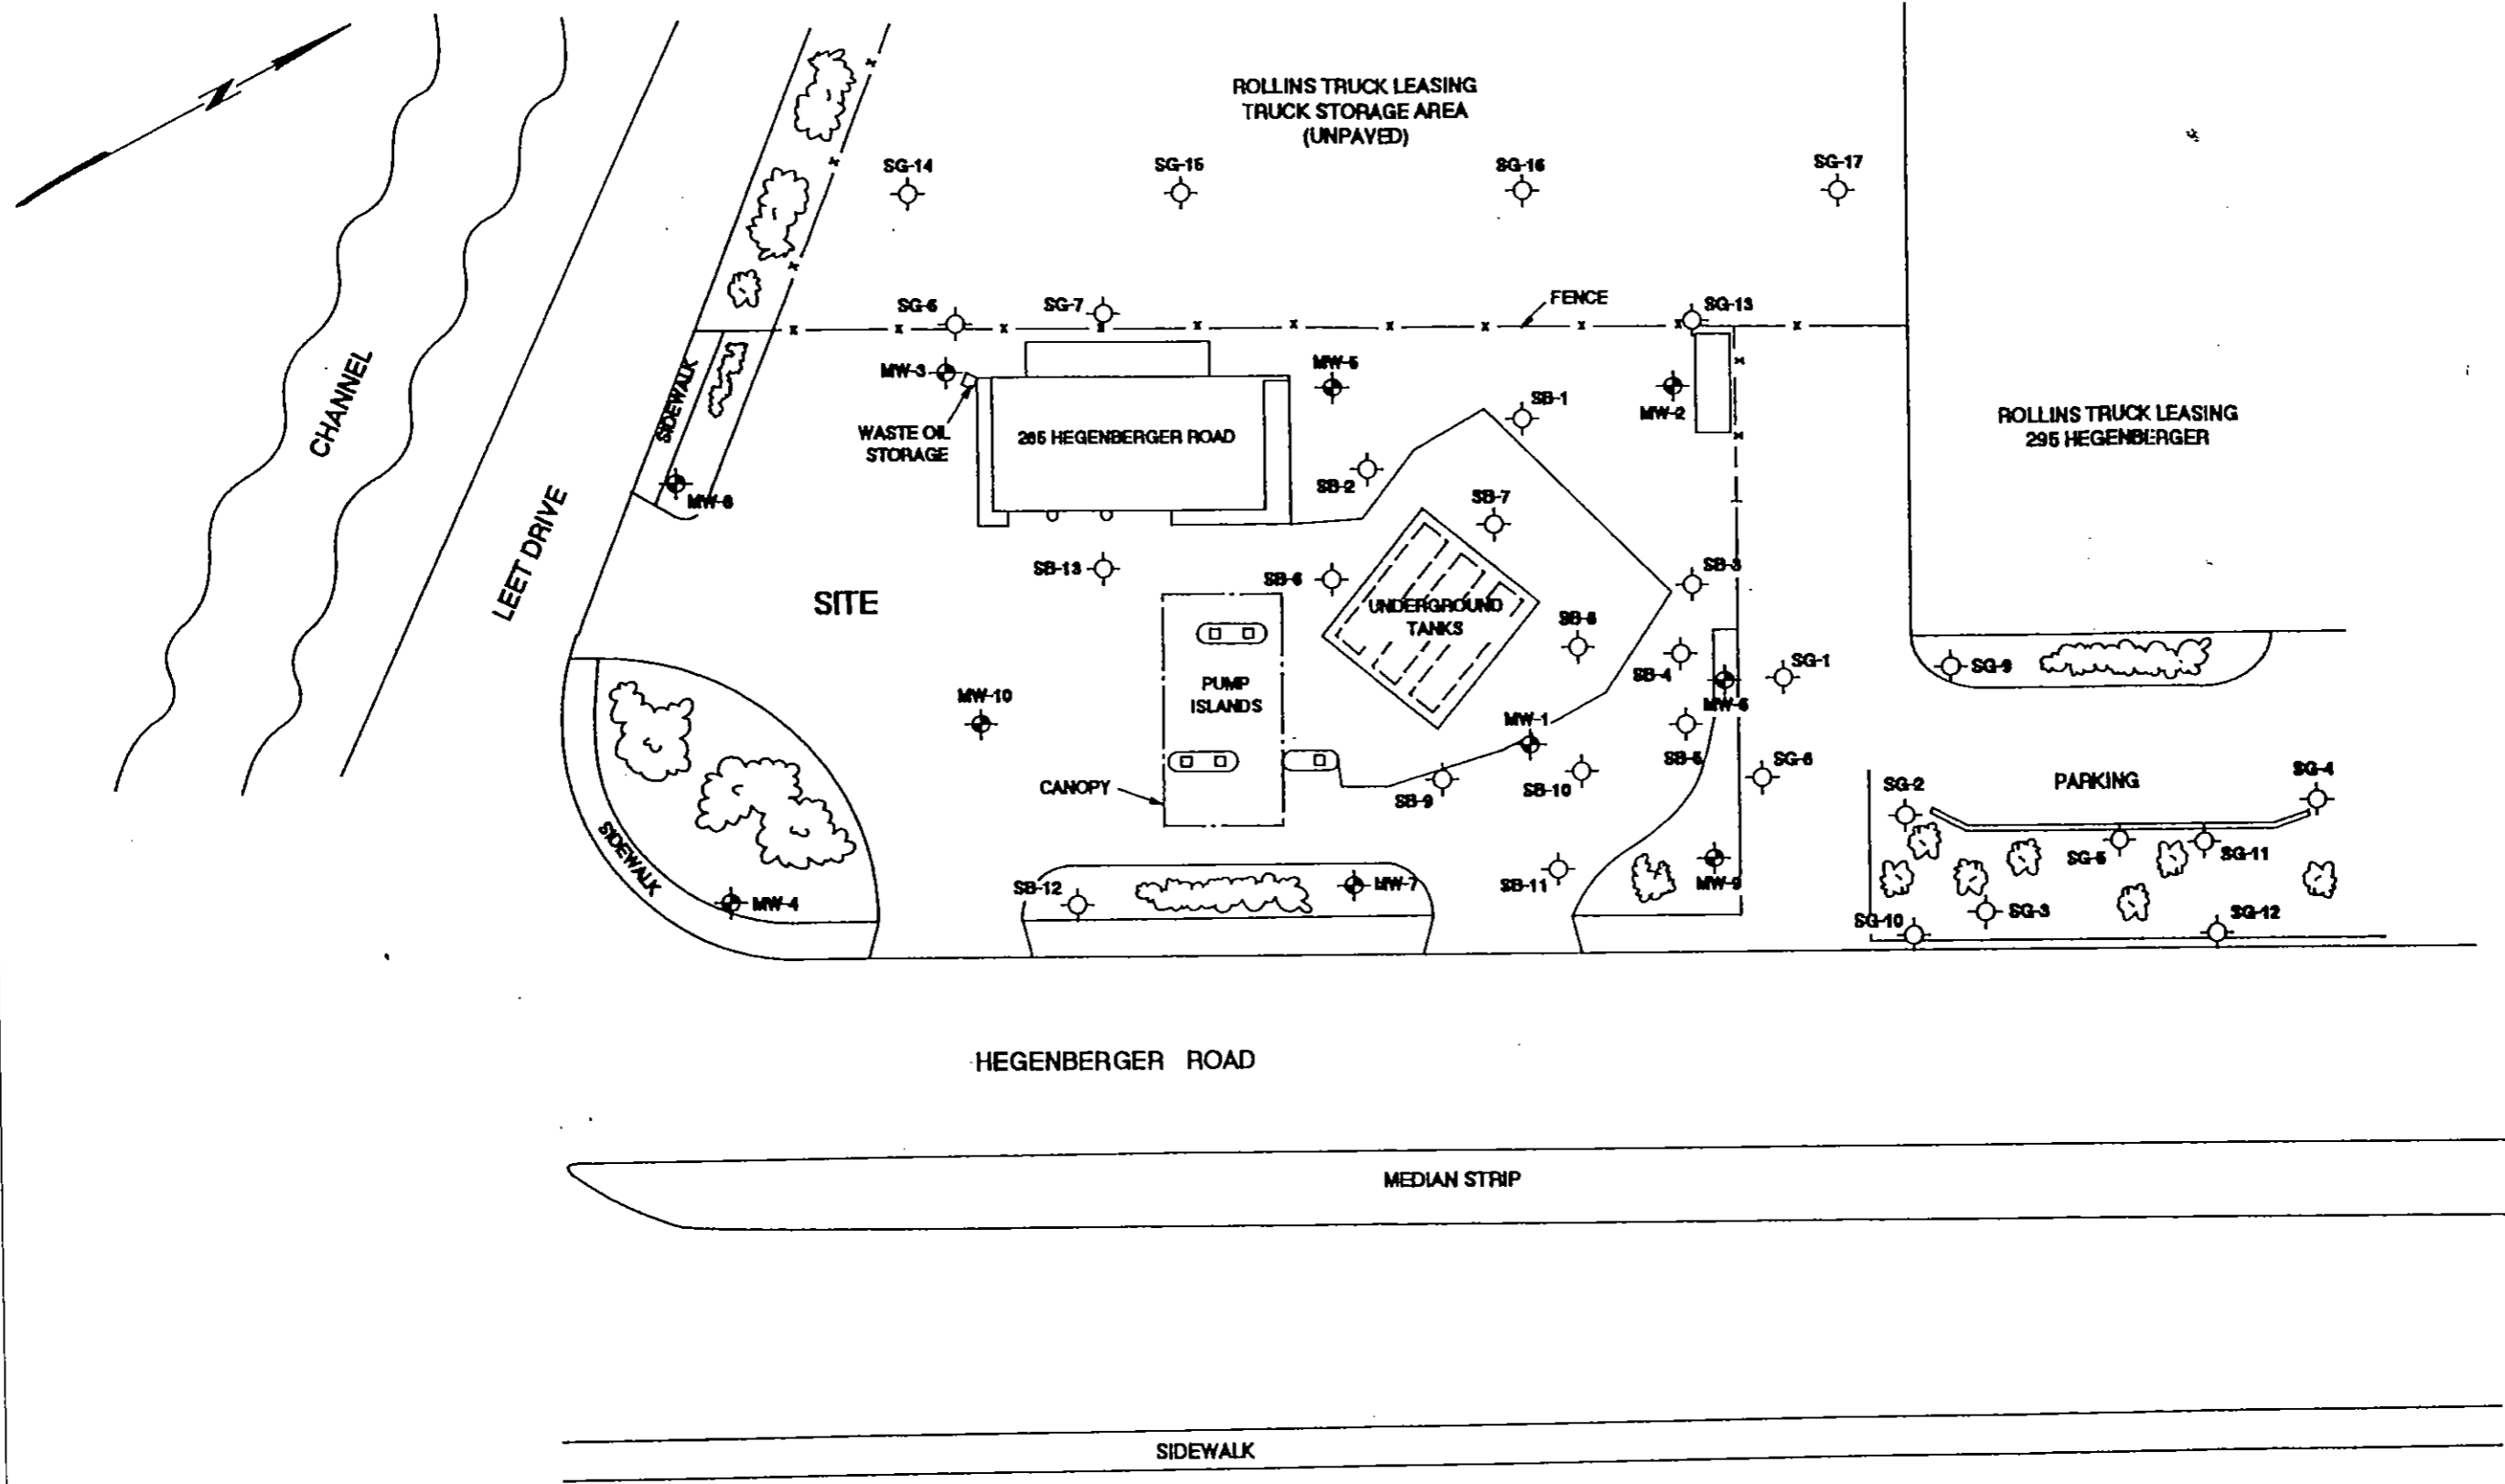 N
ROLLINS TRUCK LEASING
TRUCK STORAGE AREA
(UNPAVED)
SG-14
SG-15
SG-16
SG-17
SG-7
FENCE
SG-13
MW-3
SB-1
MW-2
CHANNEL
SIDEWALK
WASTE OIL
STORAGE
265 HEGENBERGER ROAD
ROLLINS TRUCK LEASING
295 HEGENBERGER
SB-2
SB-7
LEET DRIVE
SB-13
SB-3
SITE
UNDERGROUND
TANKS
SB-4
SG-1
PUMP
ISLANDS
MW-10
MW-1
CANOPY
SB-9
SB-10
PARKING
SG-2
SG-4
SG-11
SIDEWALK
SB-12
MW-7
SB-11
MW-9
MW-4
SG-10
SG-3
SG-12
HEGENBERGER ROAD
MEDIAN STRIP
SIDEWALK